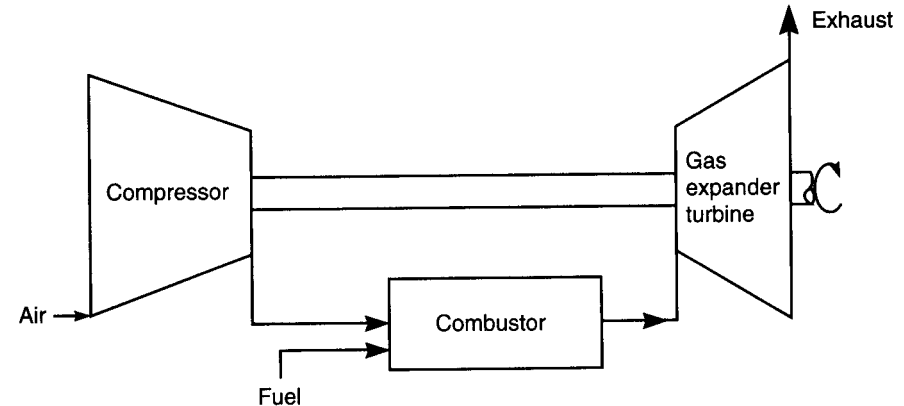 Exhaust
Compressor
Gas
expander
turbine
Air
Combustor
Fuel